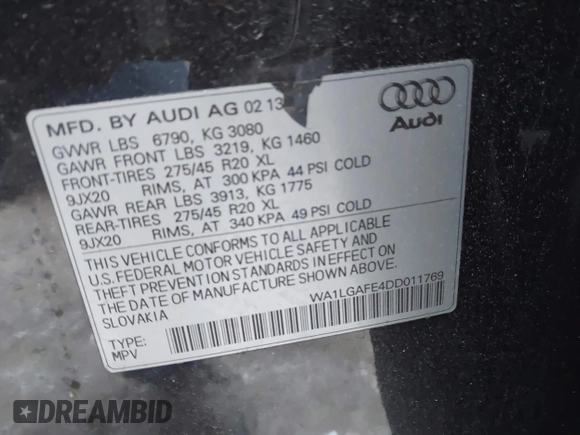 MFD. BY AUDI AG 02 13
GVWR LBS 6790, KG 3080
GAWR FRONT LBS 3219, KG 1460
FRONT-TIRES 275/45 R20 XL
9JX20 RIMS, AT 300 KPA 44 PSI COLD
GAWR REAR LBS 3913, KG 1775
REAR-TIRES 275/45 R20 XL
9JX20 RIMS, AT 340 KPA 49 PSI COLD
Audi
THIS VEHICLE CONFORMS TO ALL APPLICABLE
U.S. FEDERAL MOTOR VEHICLE SAFETY AND
THEFT PREVENTION STANDARDS IN EFFECT ON
THE DATE OF MANUFACTURE SHOWN ABOVE.
SLOVAKIA
WA1LGAFE4DD011769
TYPE:
MPV
DREAMBID